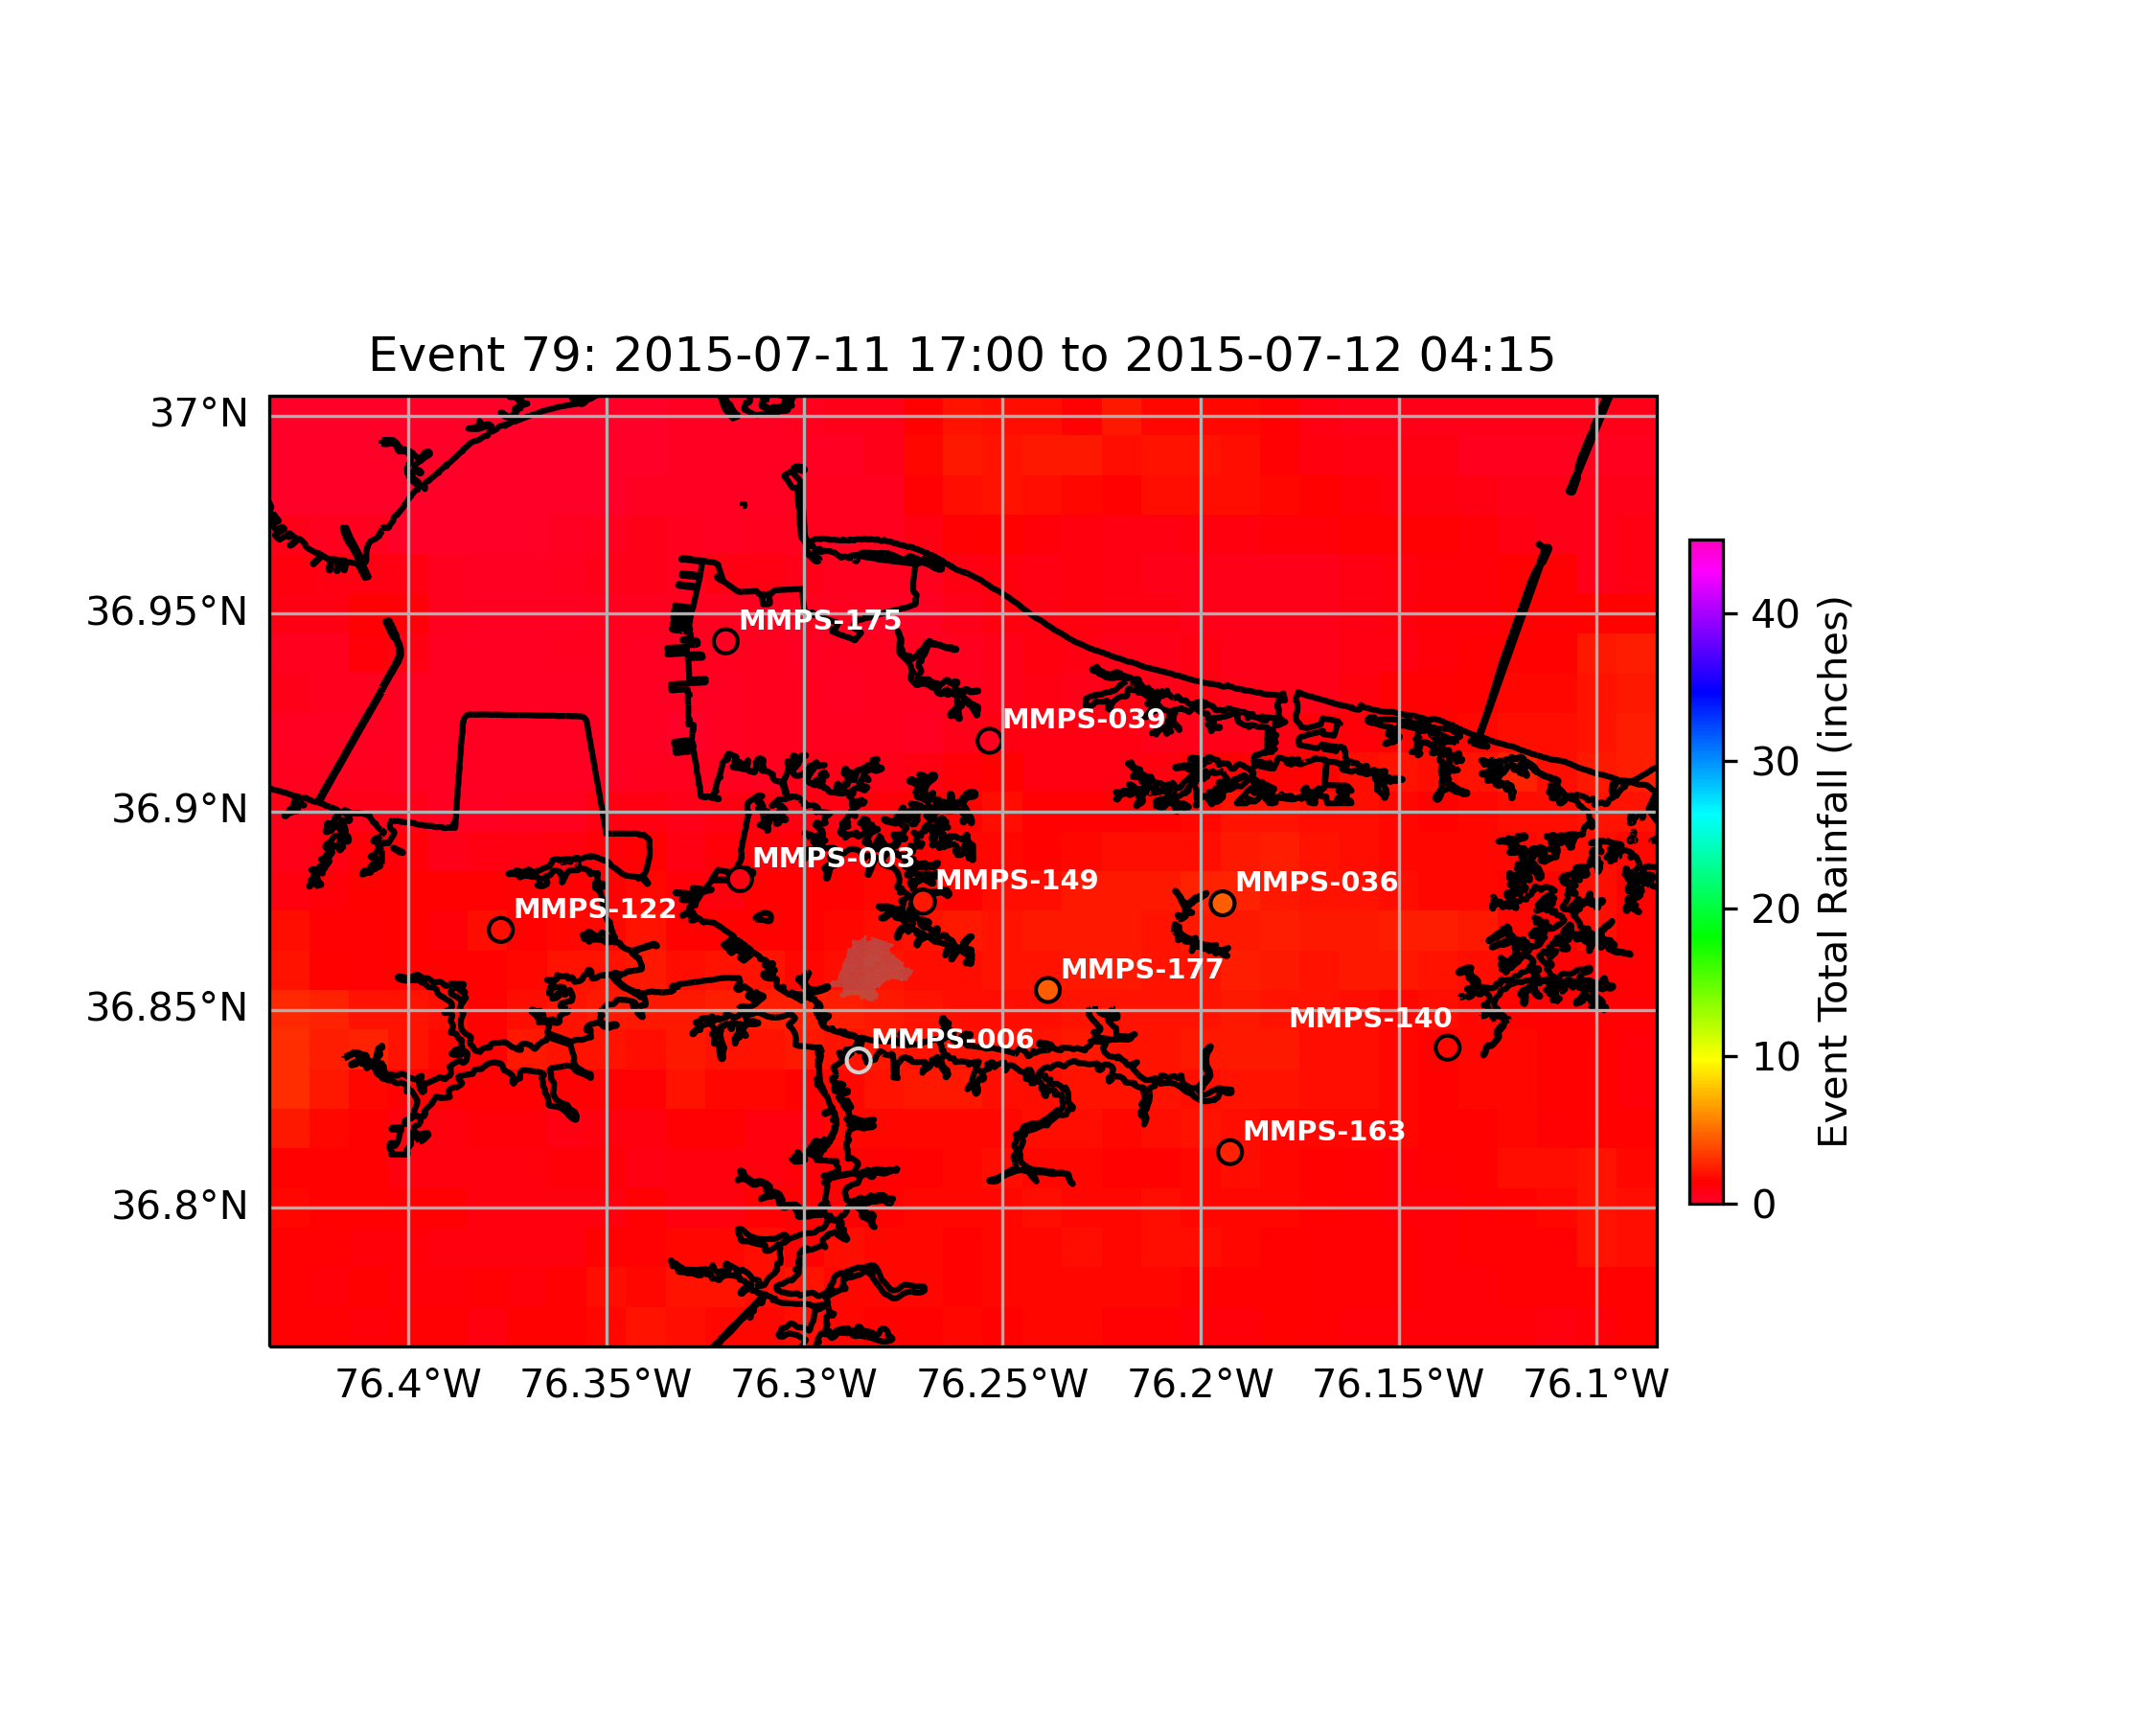 Event 79: 2015-07-11 17:00 to 2015-07-12 04:15
37°N
36.95°N
36.9°N
36.85°N
36.8°N
MMPS-175
MMPS-039
MMPS-003
MMPS-149
MMPS-036
MMPS-122
MMPS-177
MMPS-140
MMPS-006
MMPS-163
76.4°W 76.35°W 76.3°W 76.25°W 76.2°W 76.15°W 76.1°W
40
30
20
10
0
Event Total Rainfall (inches)